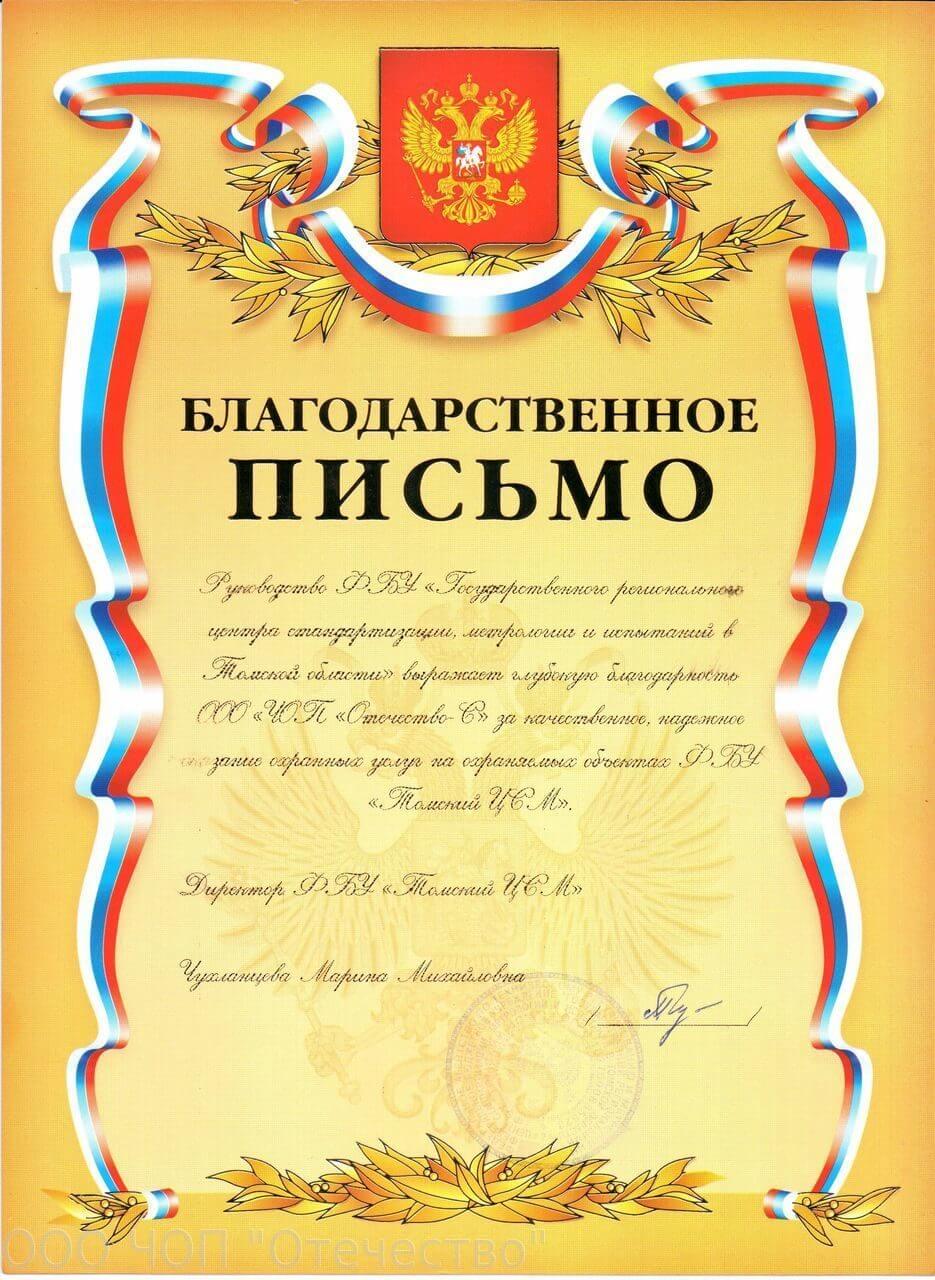 БЛАГОДАРСТВЕННОЕ
ПИСЬМО
Руководство ФБУ «Государственного регионального
центра стандартизации, метрологии и испытаний в
Томской области» выражает глубокую благодарность
ООО «ЧОП «Отечество-С» за качественное, надежное
оказание охранных услуг на охраняемых объектах ФБУ
«Томский ЦСМ».
Директор ФБУ «Томский ЦСМ»
Чухланцева Марина Михайловна
ООО ЧОП "Отечество"